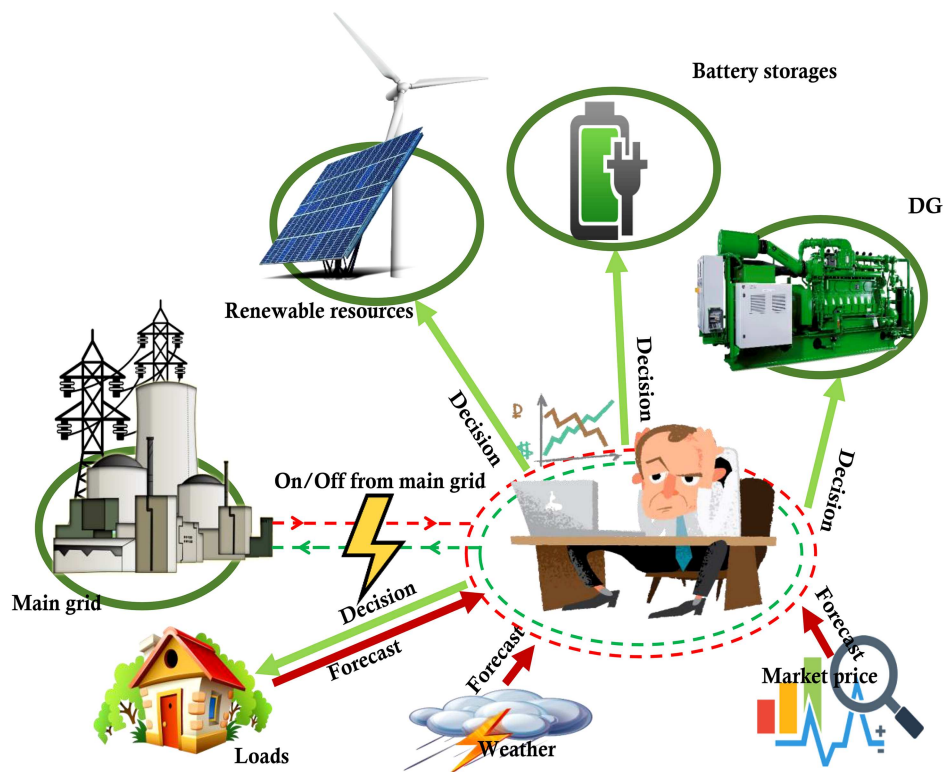 Battery storages
DG
Renewable resources
Decision
Decision
Decision
On/Off from main grid
Main grid
Decision
Forecast
Forecast
Forecast
Market price
Loads
Weather